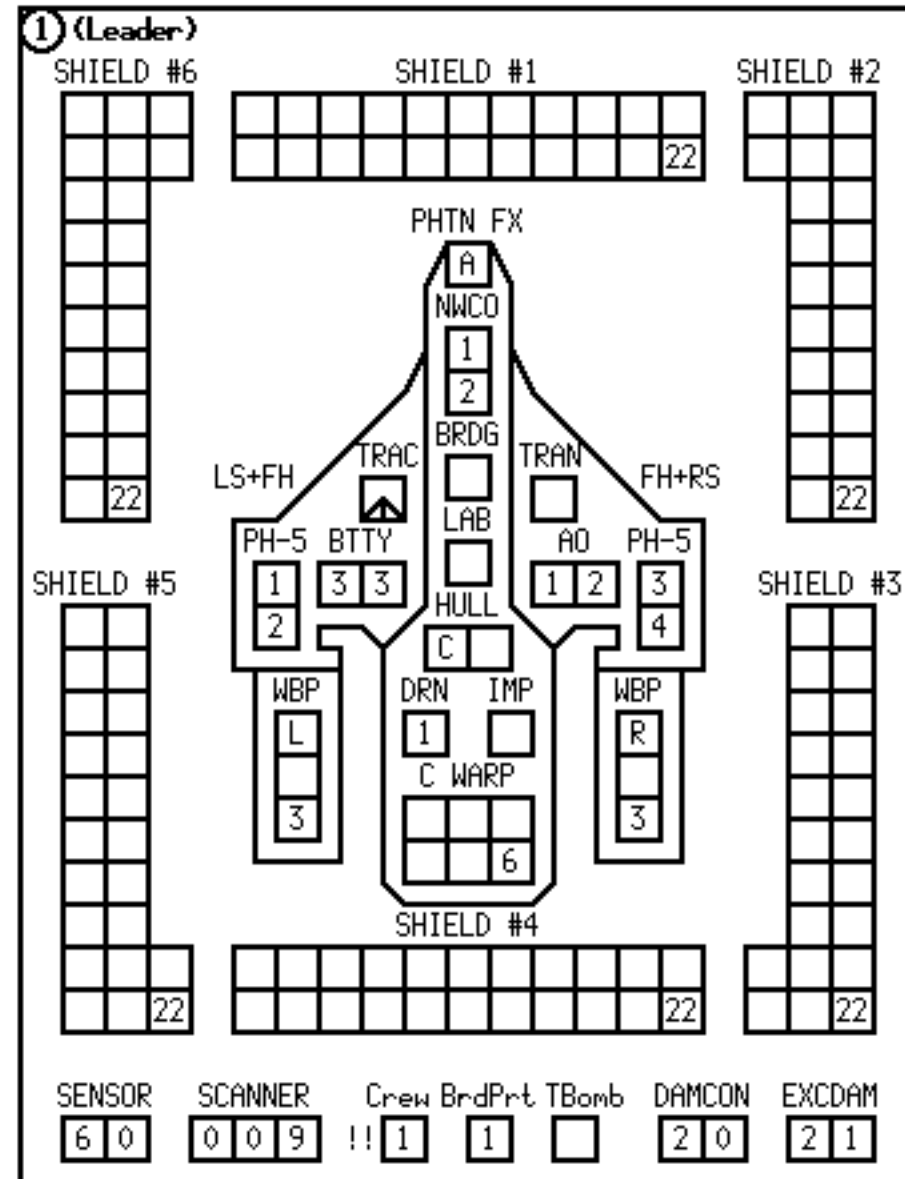 1 (Leader)
SHIELD #6 SHIELD #1 SHIELD #2
22
PHTN FX
A
NWCO
1
2
BRDG
TRAC TRAN
LS+FH FH+RS
22 22
LAB
PH-5 BTTY AO PH-5
SHIELD #5 1 3 3 1 2 3 SHIELD #3
HULL
2 4
C
WBP DRN IMP WBP
L 1 R
C WARP
3 3
6
SHIELD #4
22 22 22
SENSOR SCANNER Crew BrdPrt TBomb DAMCON EXCDAM
6 0 0 0 9 !! 1 1 2 0 2 1